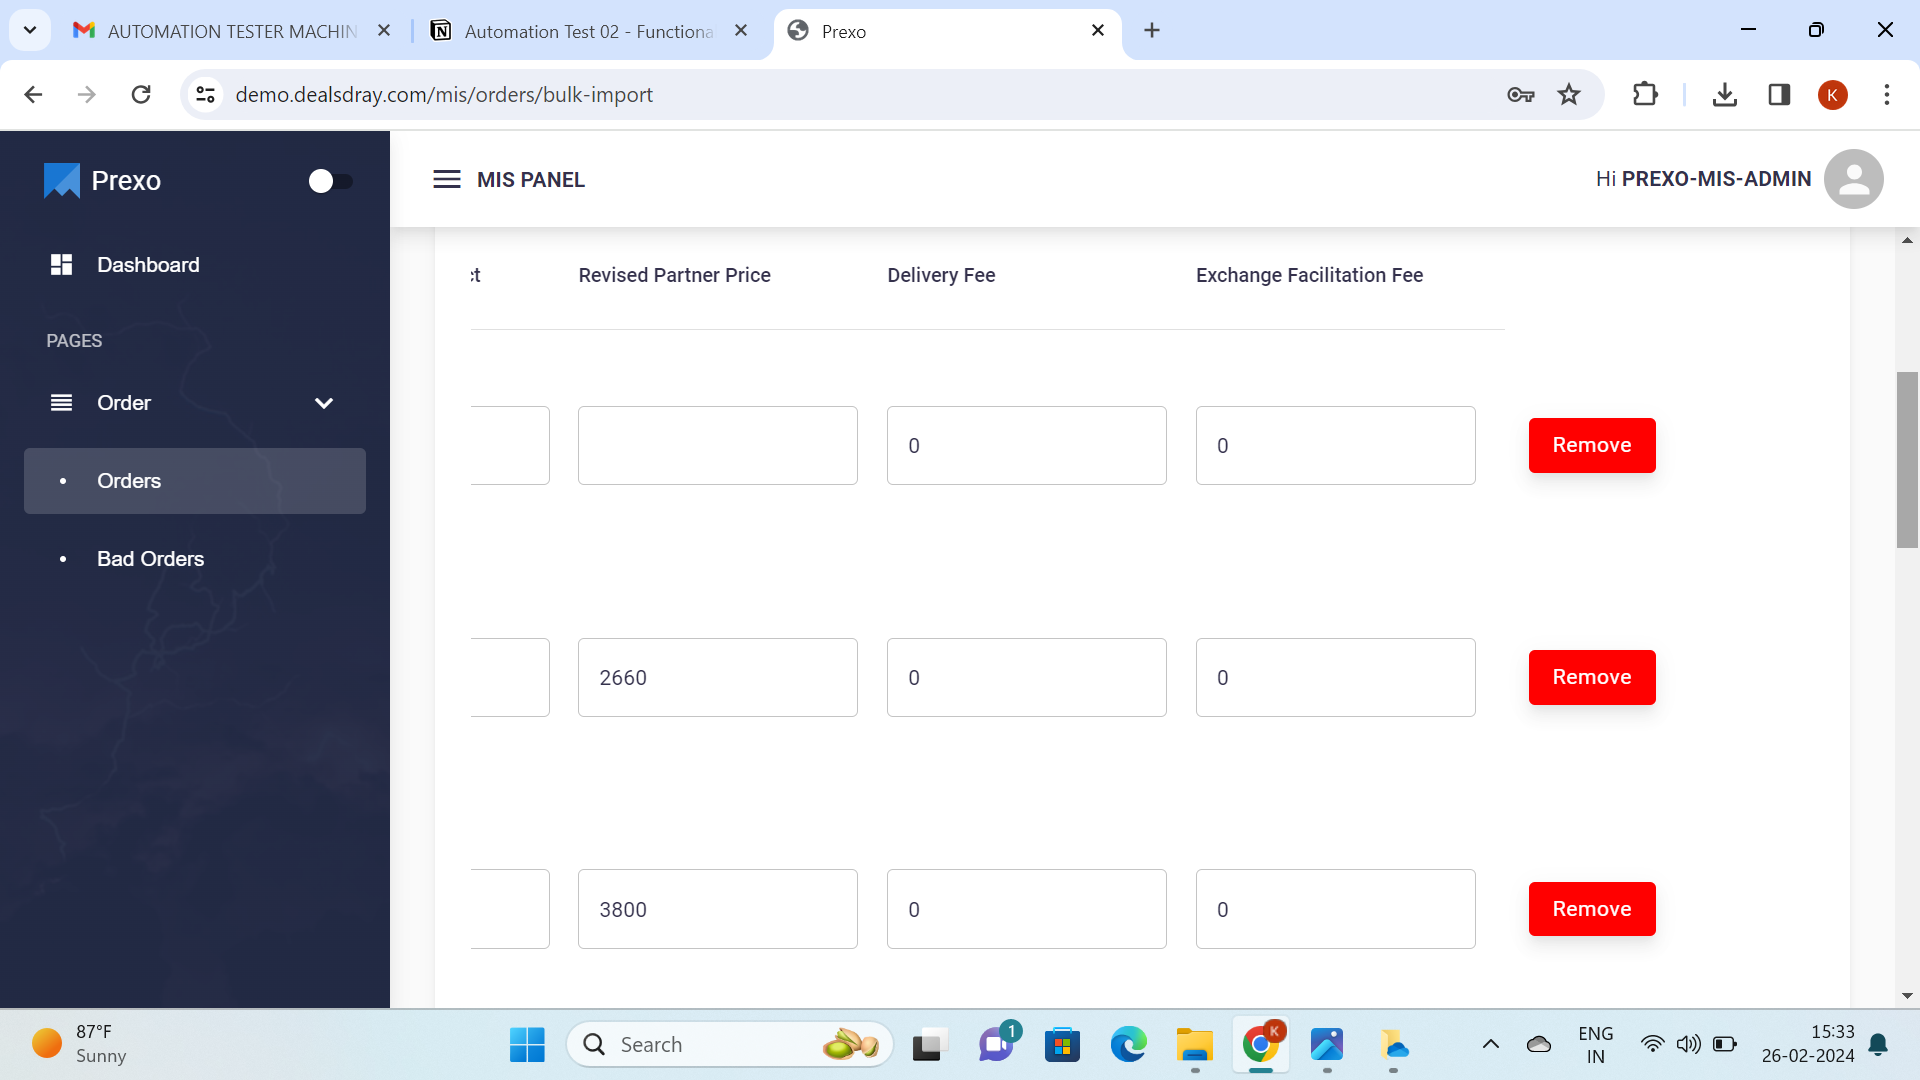 AUTOMATION TESTER MACHIN
Automation Test 02 - Functiona
Prexo
demo.dealsdray.com/mis/orders/bulk-import
K
Prexo
MIS PANEL
Hi PREXO-MIS-ADMIN
Dashboard
PAGES
Order
Orders
Bad Orders
ct Revised Partner Price Delivery Fee Exchange Facilitation Fee
0 0 Remove
2660 0 0 Remove
3800 0 0 Remove
87°F
Sunny
Search
1
K
ENG
IN
15:33
26-02-2024